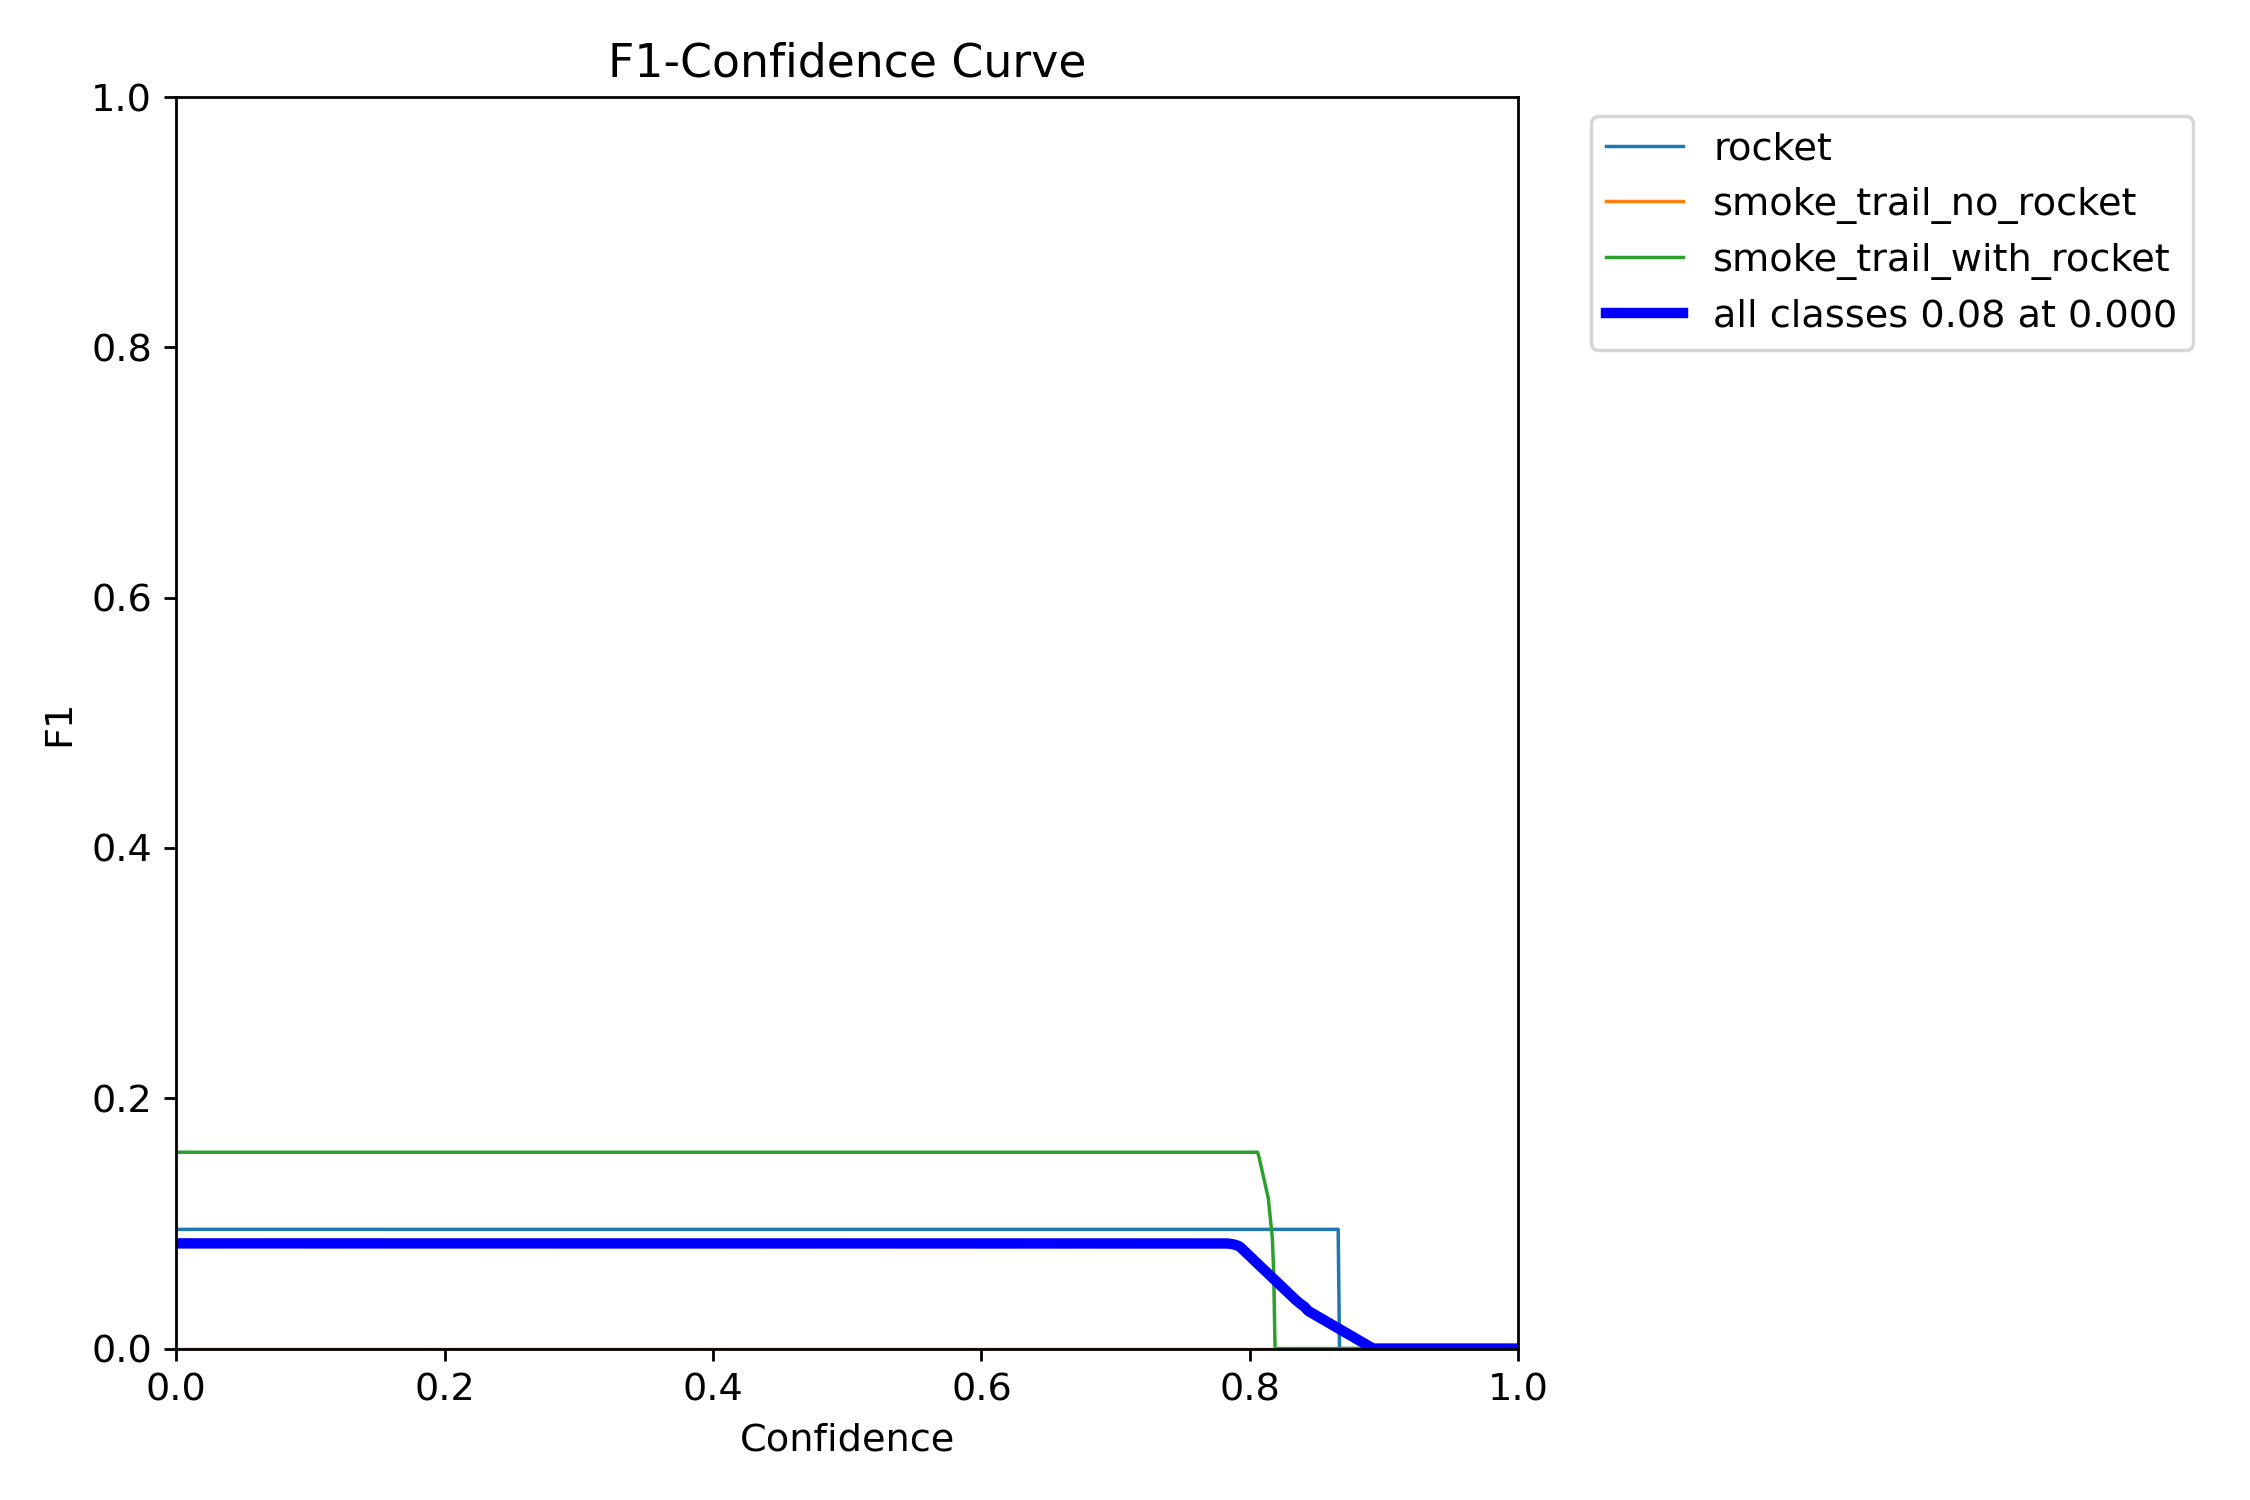 F1-Confidence Curve
1.0
0.8
0.6
0.4
0.2
0.0
F1
0.0 0.2 0.4 0.6 0.8 1.0
Confidence
rocket
smoke_trail_no_rocket
smoke_trail_with_rocket
all classes 0.08 at 0.000